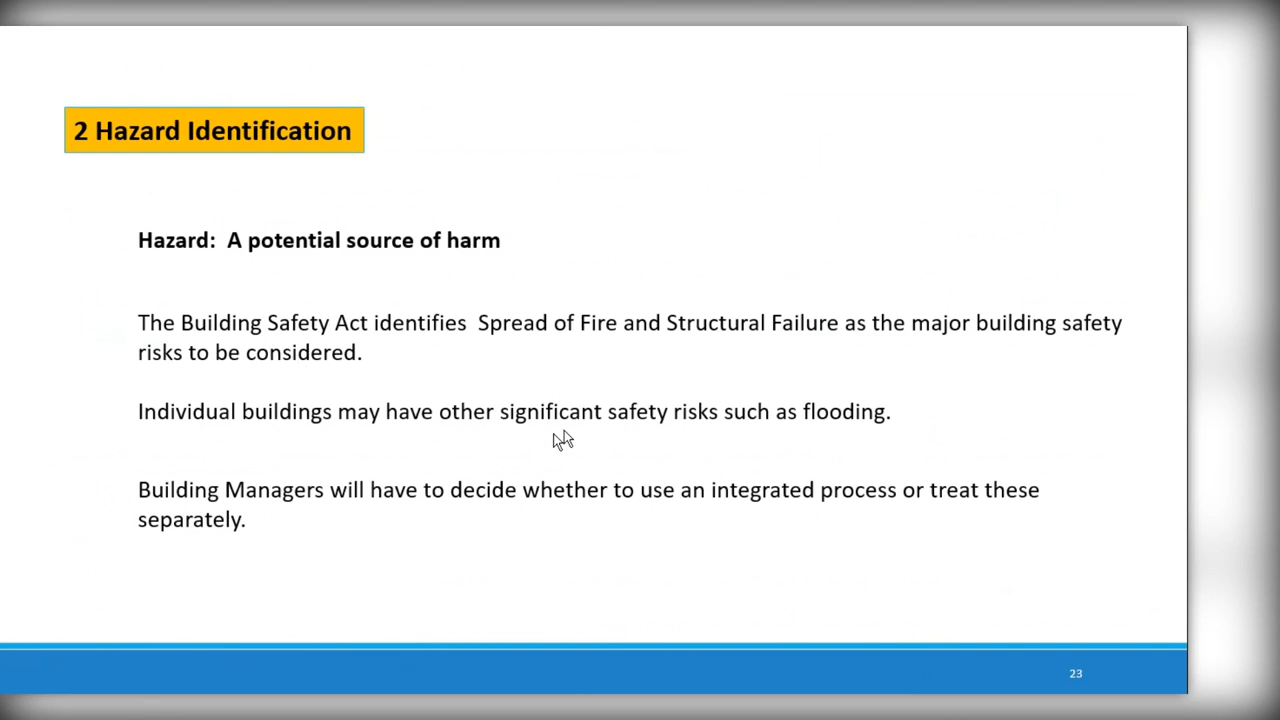 2 Hazard Identification
Hazard:  A potential source of harm
The Building Safety Act identifies  Spread of Fire and Structural Failure as the major building safety
risks to be considered.
Individual buildings may have other significant safety risks such as flooding.
Building Managers will have to decide whether to use an integrated process or treat these
separately.
23